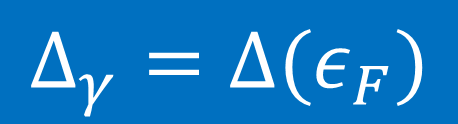 Δ_γ = Δ(ϵ_F)